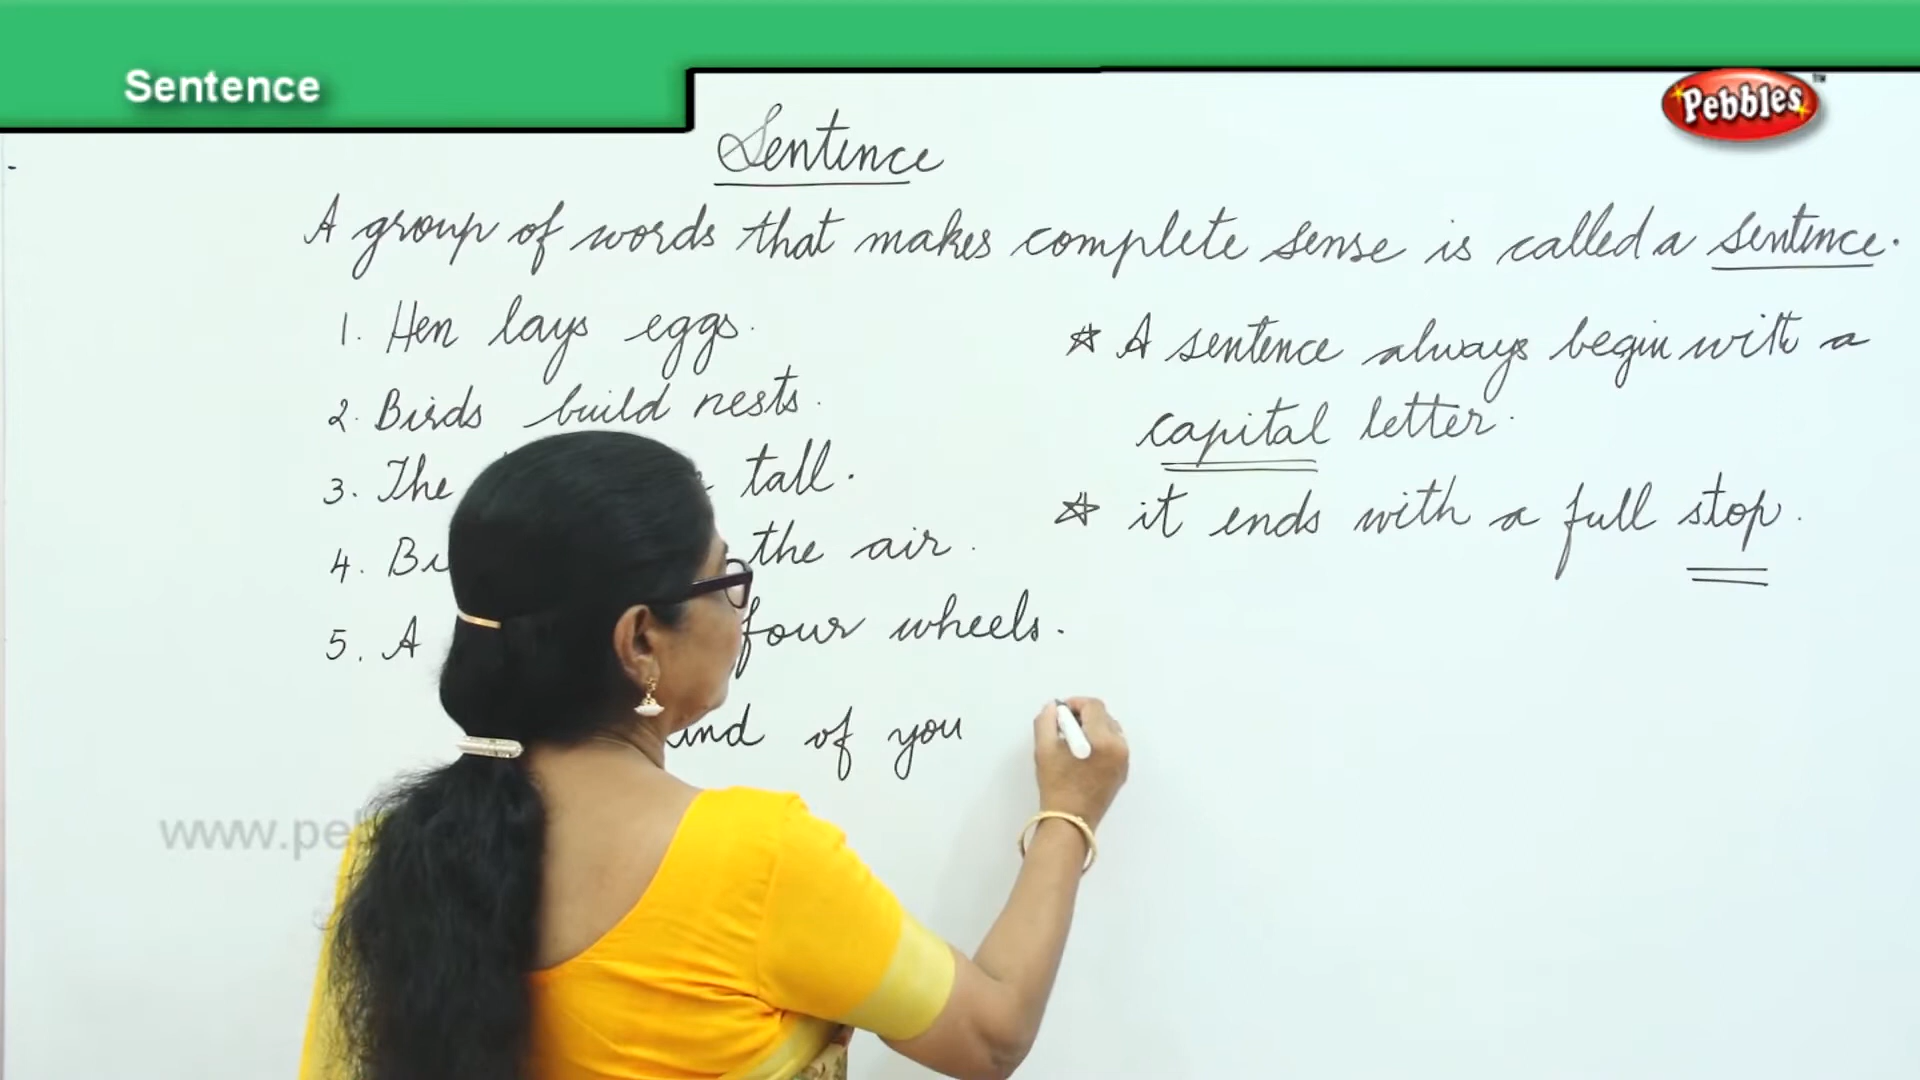 Sentence
Pebbles™
Sentence
A group of words that makes complete sense is called a sentence.
1. Hen lays eggs.
2. Birds build nests.
3. The tall.
4. the air.
5. A four wheels.
of you
☆ A sentence always begin with a
capital letter.
☆ it ends with a full stop.
www.pe